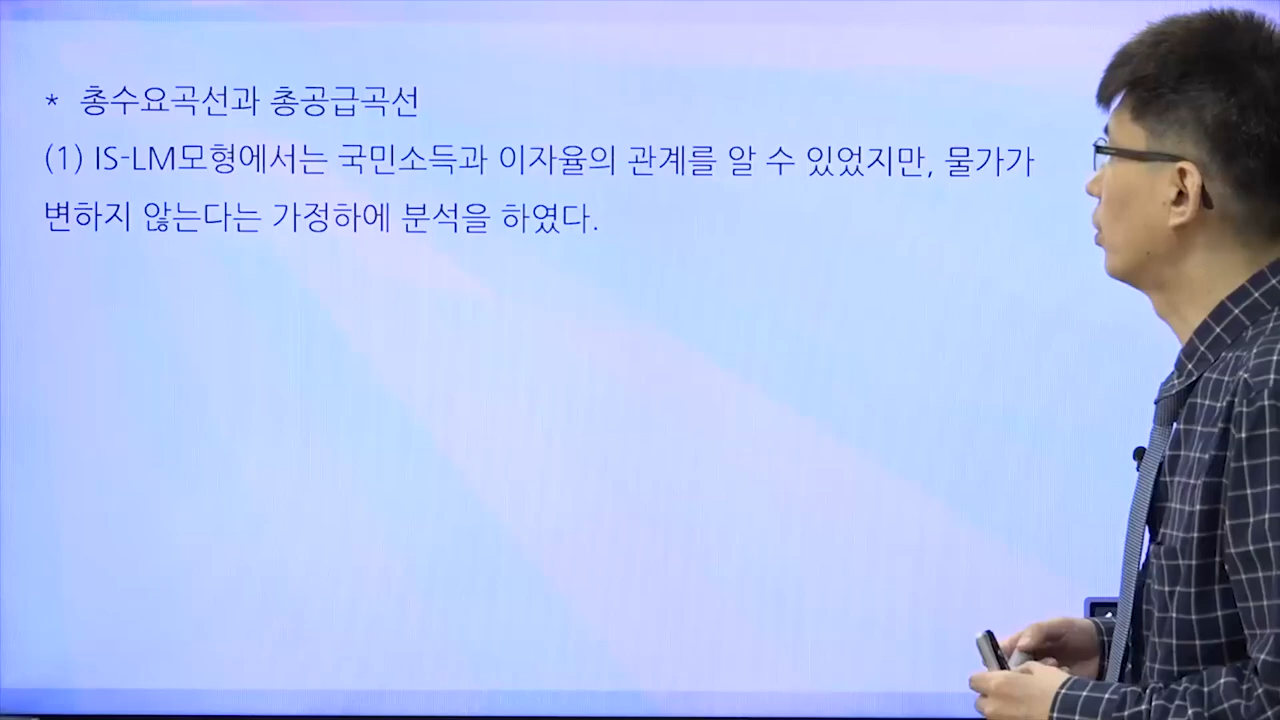 * 총수요곡선과 총공급곡선
(1) IS-LM모형에서는 국민소득과 이자율의 관계를 알 수 있었지만, 물가가
변하지 않는다는 가정하에 분석을 하였다.